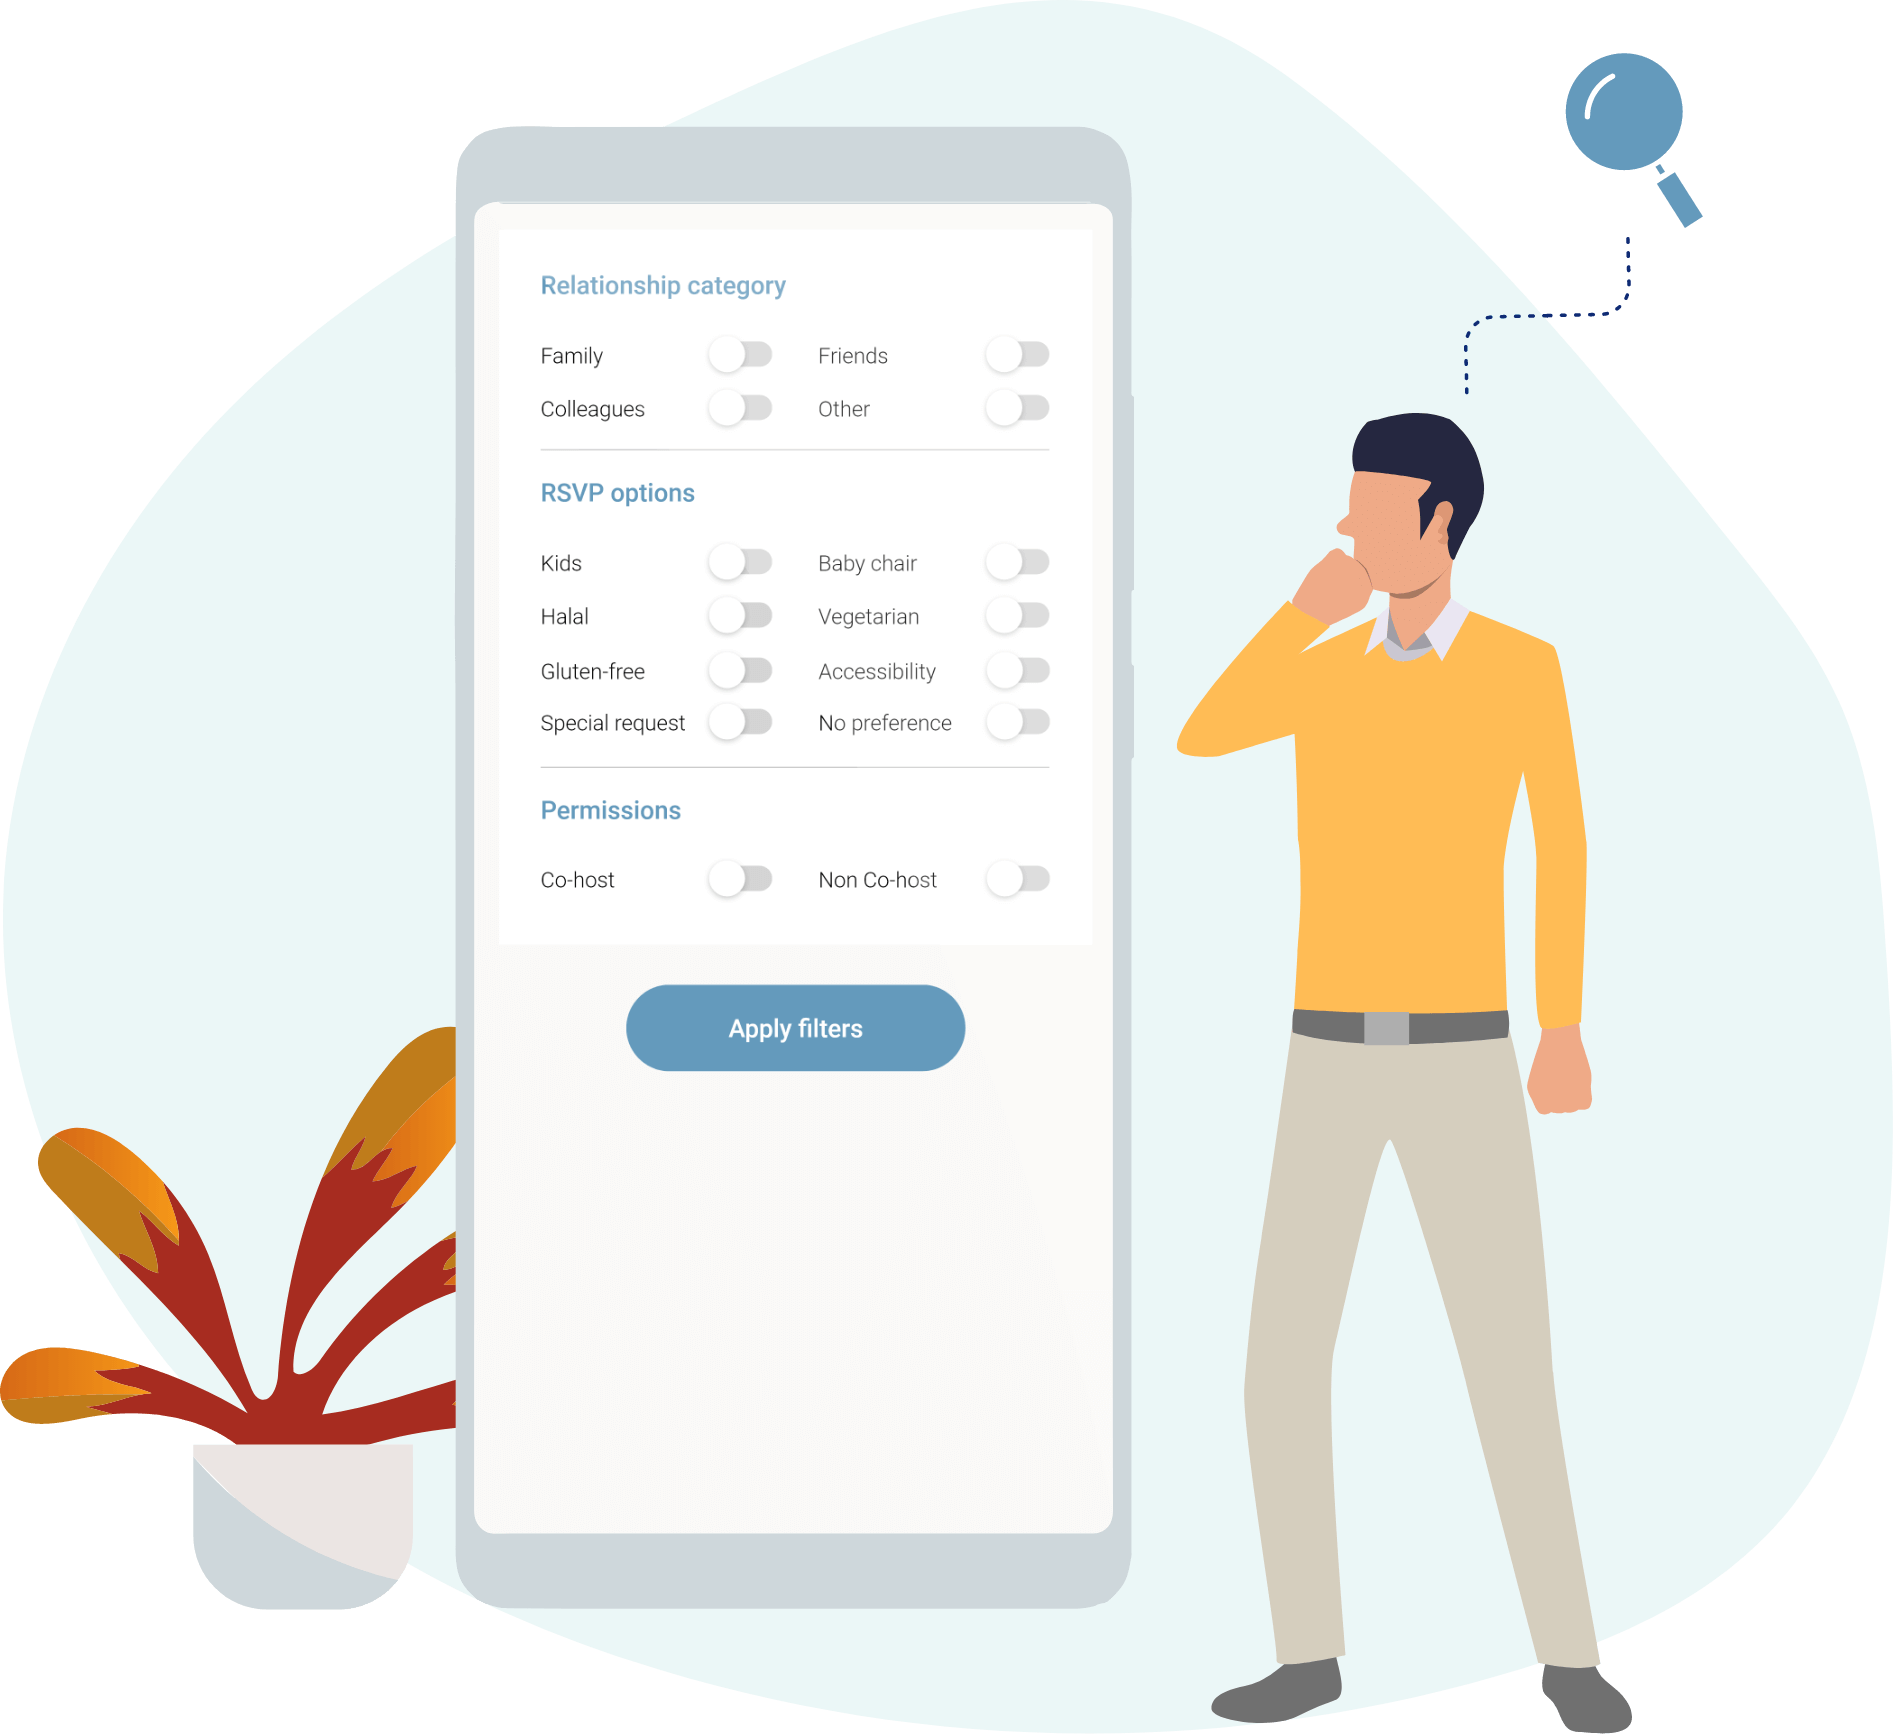 Relationship category
Family Friends
Colleagues Other
RSVP options
Kids Baby chair
Halal Vegetarian
Gluten-free Accessibility
Special request No preference
Permissions
Co-host Non Co-host
Apply filters